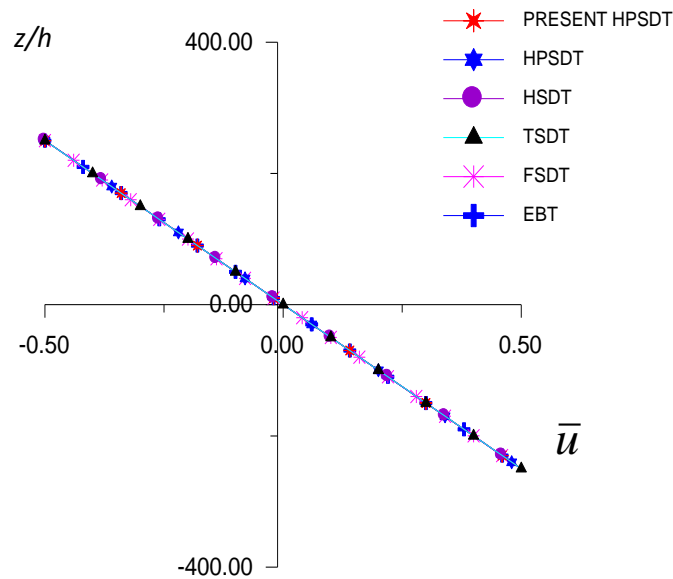 z/h
400.00
0.00
-400.00
-0.50
0.00
0.50
u̅
PRESENT HPSDT
HPSDT
HSDT
TSDT
FSDT
EBT